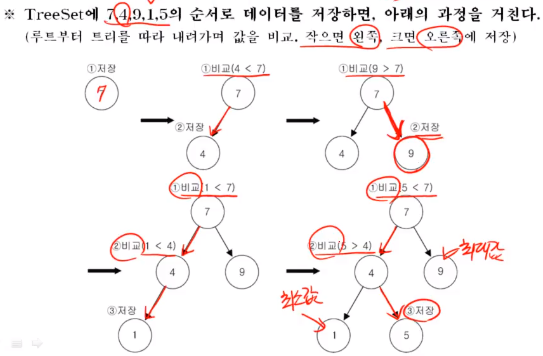 ※ TreeSet에 7,4,9,1,5의 순서로 데이터를 저장하면, 아래의 과정을 거친다.
(루트부터 트리를 따라 내려가며 값을 비교. 작으면 왼쪽, 크면 오른쪽에 저장)
①저장
7
①비교(4 < 7)
7
②저장
4
①비교(9 > 7)
7
②저장
4
9
①비교(1 < 7)
7
②비교(1 < 4)
4
9
③저장
1
①비교(5 < 7)
7
②비교(5 > 4)
4
9
최대값
최소값
③저장
1
5